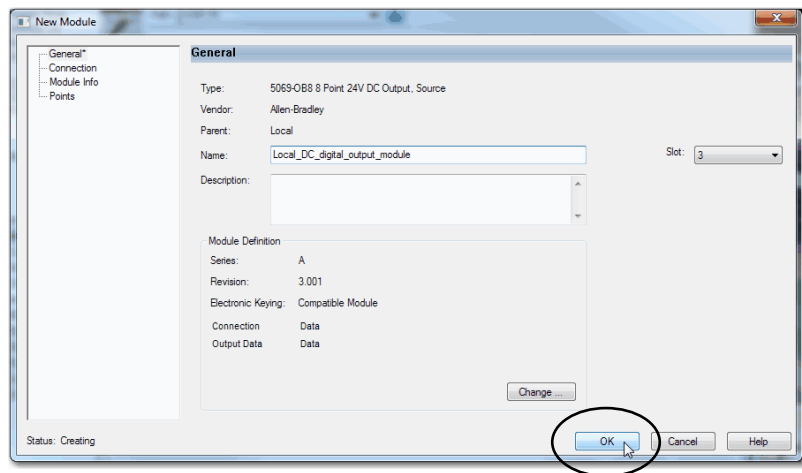 New Module
General*
Connection
Module Info
Points
General
Type: 5069-OB8 8 Point 24V DC Output, Source
Vendor: Allen-Bradley
Parent: Local
Name: Local_DC_digital_output_module
Slot: 3
Description:
Module Definition
Series: A
Revision: 3.001
Electronic Keying: Compatible Module
Connection Data
Output Data Data
Change ...
Status: Creating
OK Cancel Help